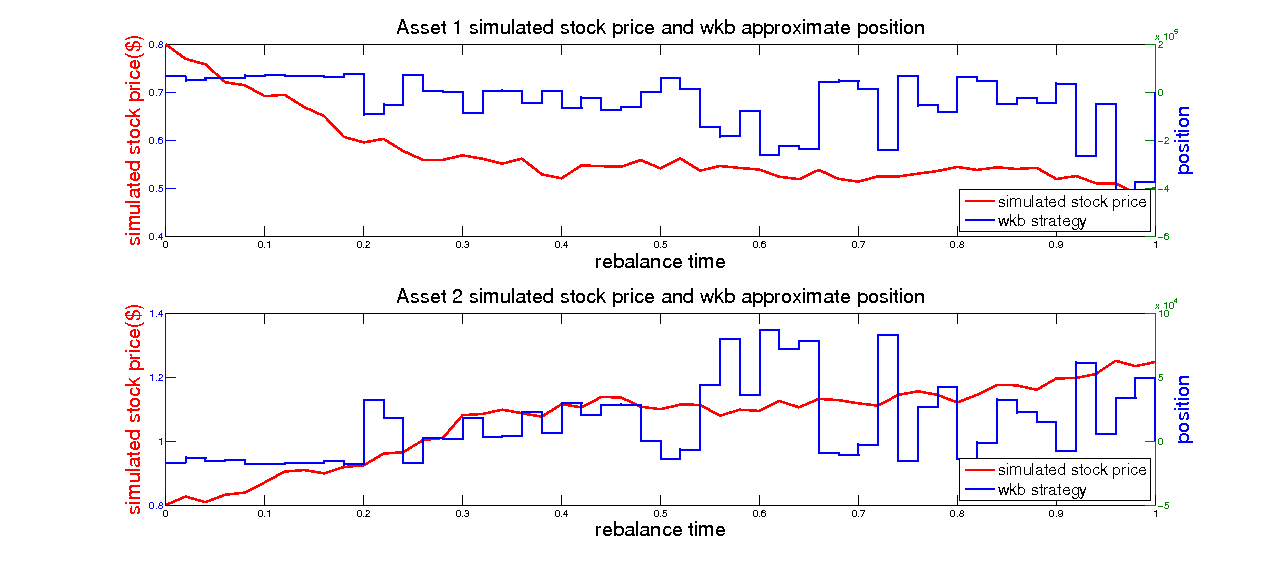 Asset 1 simulated stock price and wkb approximate position
x 10^5
0.8
0.7
0.6
0.5
0.4
2
0
-2
-4
-6
simulated stock price($)
position
simulated stock price
wkb strategy
0 0.1 0.2 0.3 0.4 0.5 0.6 0.7 0.8 0.9 1
rebalance time
Asset 2 simulated stock price and wkb approximate position
x 10^4
1.4
1.2
1
0.8
10
5
0
-5
simulated stock price($)
position
simulated stock price
wkb strategy
0 0.1 0.2 0.3 0.4 0.5 0.6 0.7 0.8 0.9 1
rebalance time